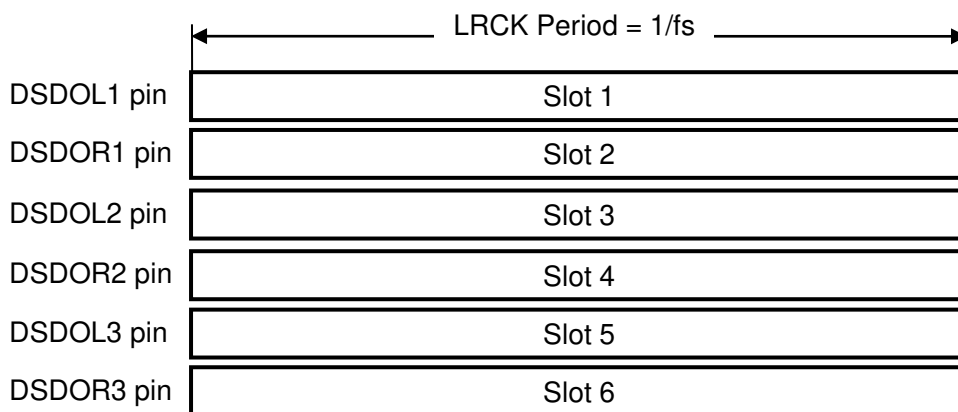 LRCK Period = 1/fs
DSDOL1 pin Slot 1
DSDOR1 pin Slot 2
DSDOL2 pin Slot 3
DSDOR2 pin Slot 4
DSDOL3 pin Slot 5
DSDOR3 pin Slot 6